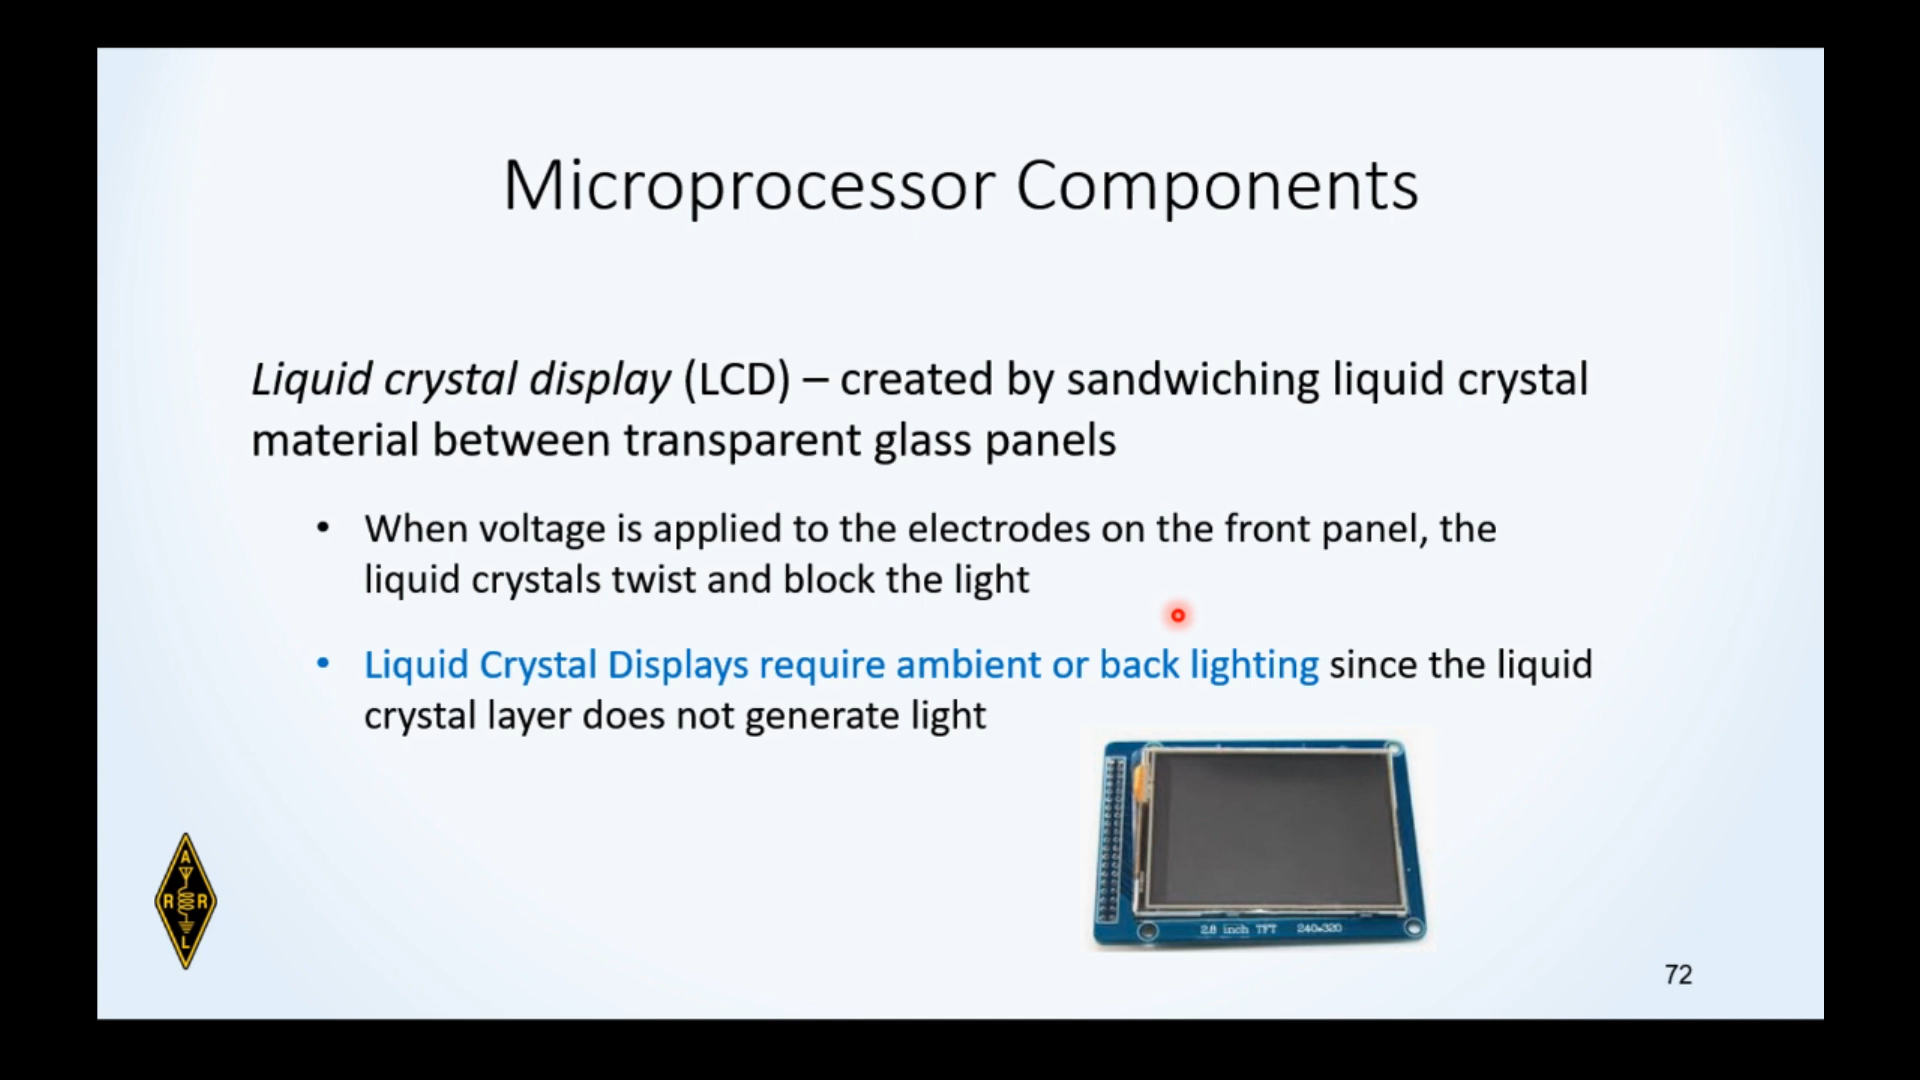 Microprocessor Components
Liquid crystal display (LCD) – created by sandwiching liquid crystal
material between transparent glass panels
• When voltage is applied to the electrodes on the front panel, the
liquid crystals twist and block the light
• Liquid Crystal Displays require ambient or back lighting since the liquid
crystal layer does not generate light
2.8 inch TFT 240×320
A
R R
L
72